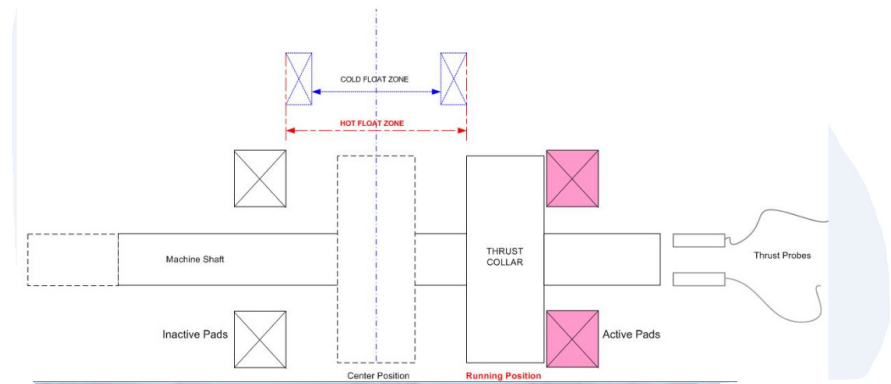 COLD FLOAT ZONE
HOT FLOAT ZONE
Machine Shaft
THRUST
COLLAR
Thrust Probes
Inactive Pads
Active Pads
Center Position
Running Position